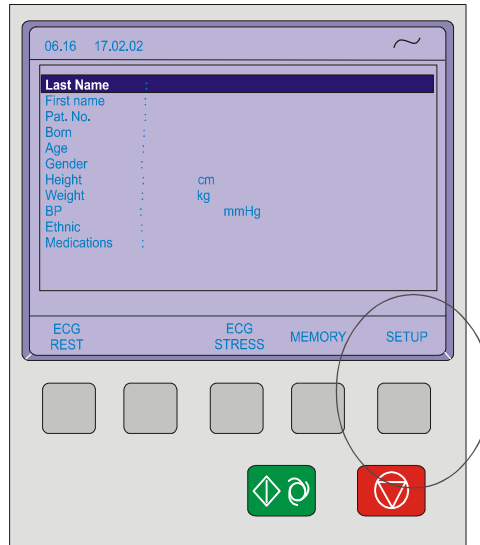 06.16 17.02.02
Last Name :
First name :
Pat. No. :
Born :
Age :
Gender :
Height : cm
Weight : kg
BP : mmHg
Ethnic :
Medications :
ECG REST
ECG STRESS
MEMORY
SETUP